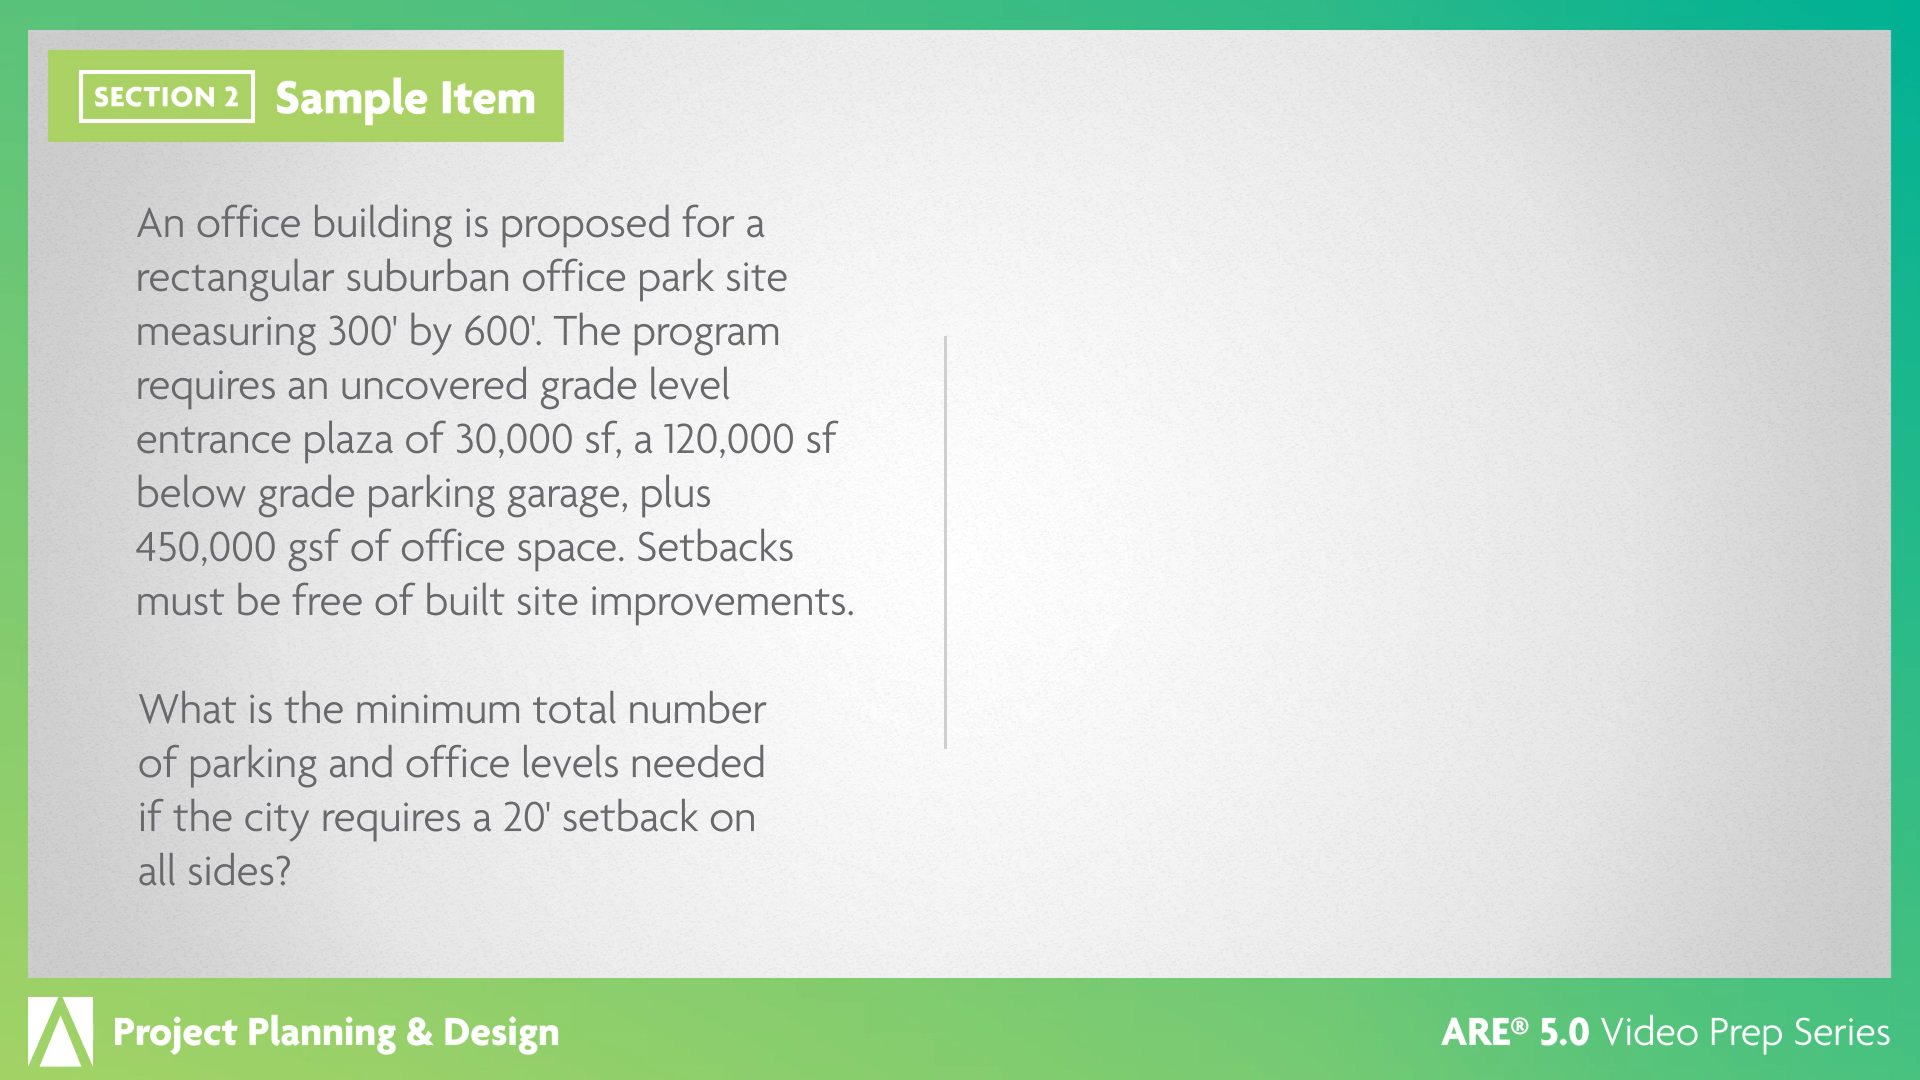 SECTION 2 Sample Item
An office building is proposed for a
rectangular suburban office park site
measuring 300' by 600'. The program
requires an uncovered grade level
entrance plaza of 30,000 sf, a 120,000 sf
below grade parking garage, plus
450,000 gsf of office space. Setbacks
must be free of built site improvements.
What is the minimum total number
of parking and office levels needed
if the city requires a 20' setback on
all sides?
Project Planning & Design
ARE® 5.0 Video Prep Series